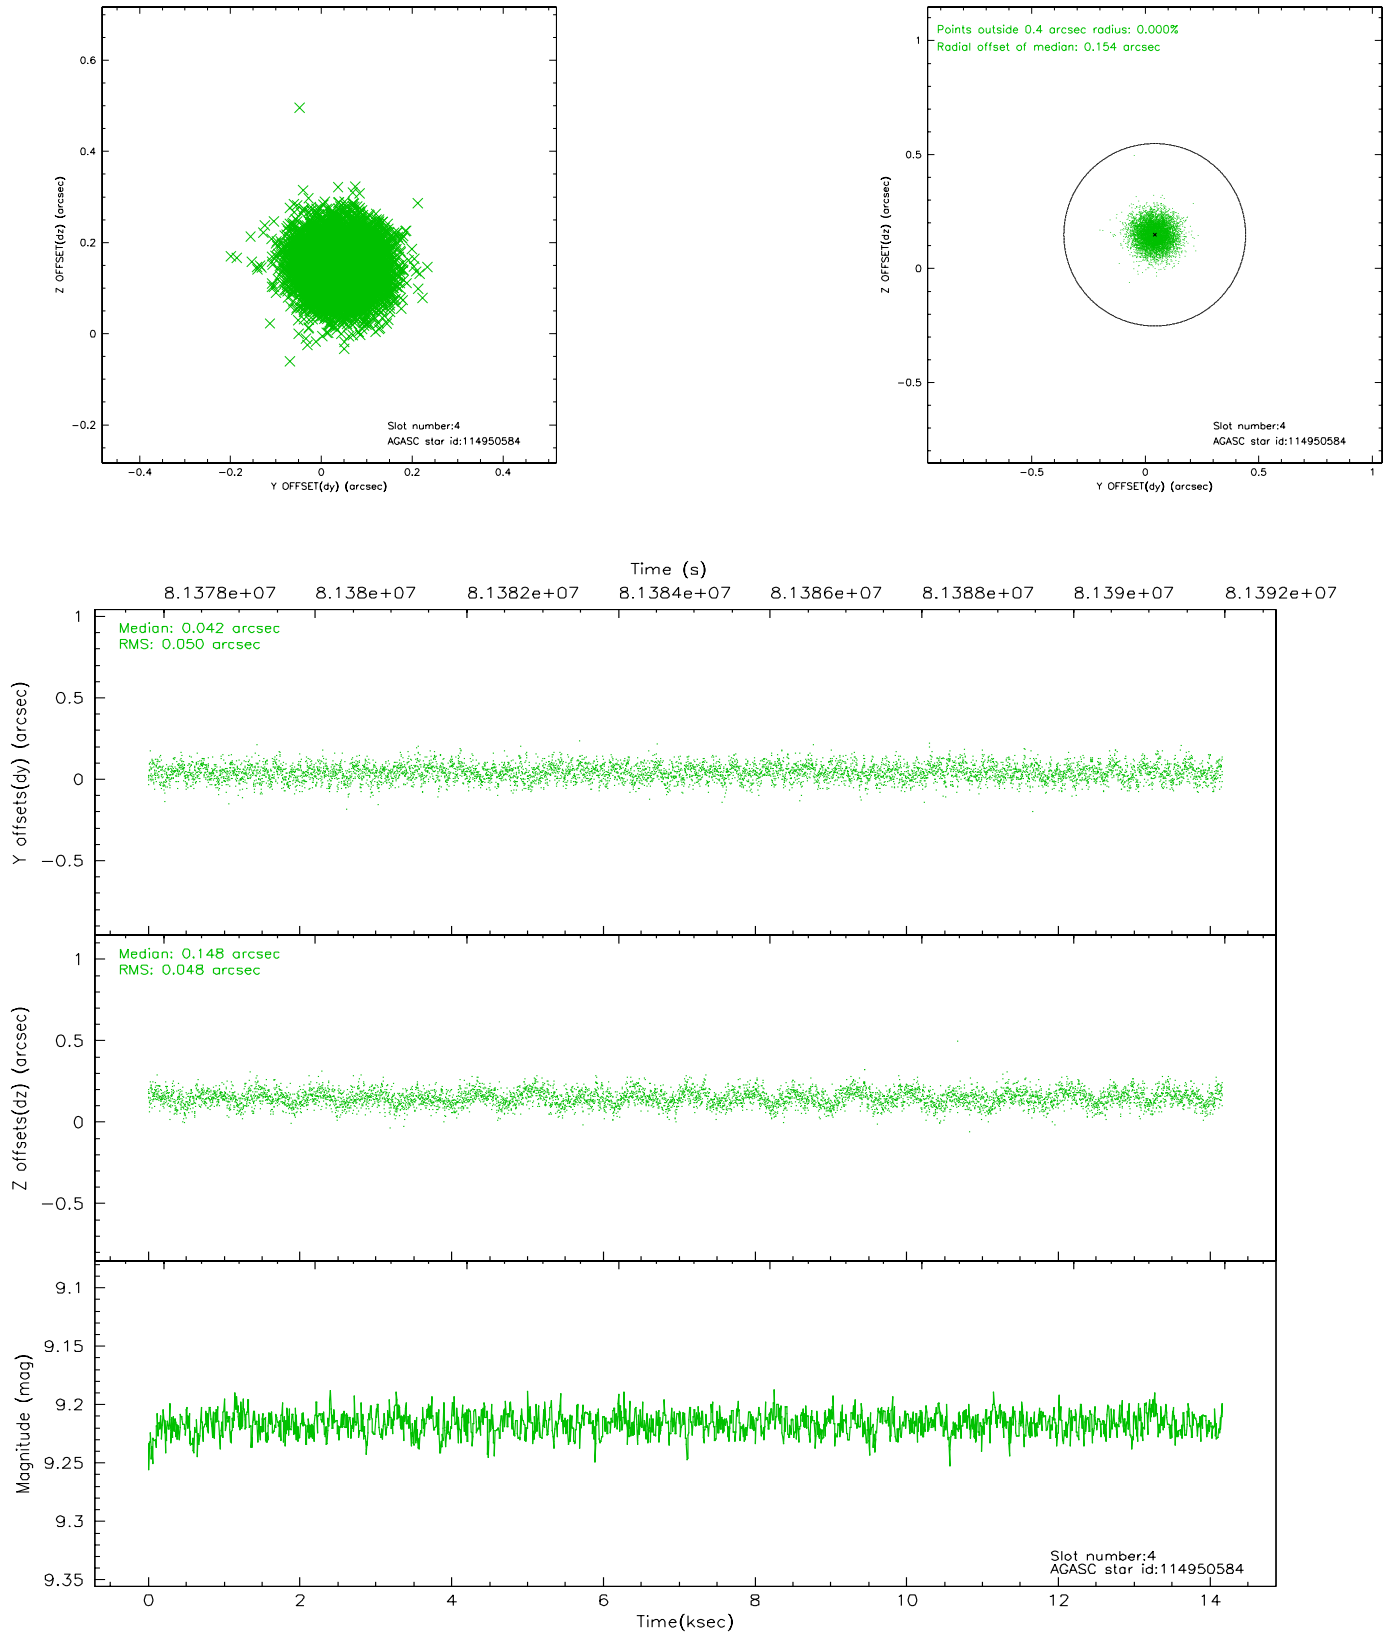 0.6
0.4
0.2
0
−0.2
−0.4
−0.2
0
0.2
0.4
Z OFFSET(dz) (arcsec)
Y OFFSET(dy) (arcsec)
Slot number:4
AGASC star id:114950584
Points outside 0.4 arcsec radius: 0.000%
Radial offset of median: 0.154 arcsec
1
0.5
0
−0.5
−0.5
0
0.5
1
Z OFFSET(dz) (arcsec)
Y OFFSET(dy) (arcsec)
Slot number:4
AGASC star id:114950584
Time (s)
8.1378e+07 8.138e+07 8.1382e+07 8.1384e+07 8.1386e+07 8.1388e+07 8.139e+07 8.1392e+07
Median: 0.042 arcsec
RMS: 0.050 arcsec
1
0.5
0
−0.5
Y offsets(dy) (arcsec)
Median: 0.148 arcsec
RMS: 0.048 arcsec
1
0.5
0
−0.5
Z offsets(dz) (arcsec)
9.1
9.15
9.2
9.25
9.3
9.35
Magnitude (mag)
Slot number:4
AGASC star id:114950584
0 2 4 6 8 10 12 14
Time(ksec)